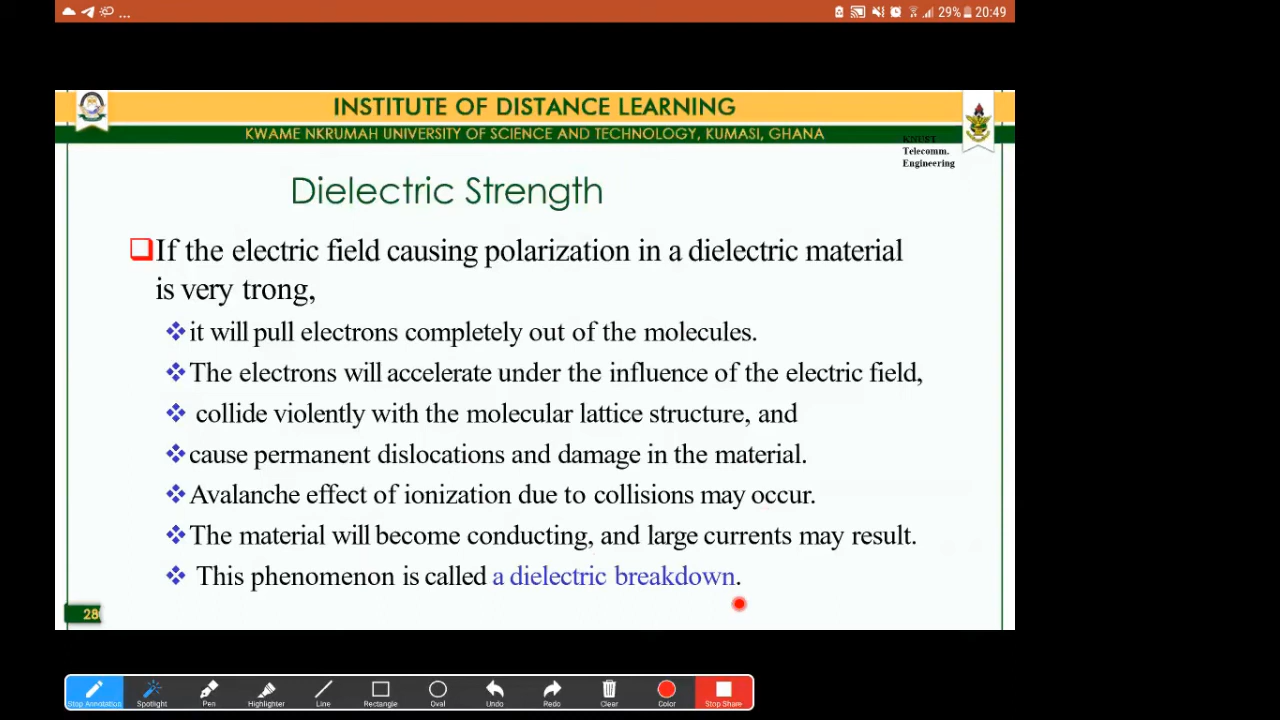 ... 29% 20:49
INSTITUTE OF DISTANCE LEARNING
KWAME NKRUMAH UNIVERSITY OF SCIENCE AND TECHNOLOGY, KUMASI, GHANA
KNUST
Telecomm.
Engineering
Dielectric Strength
If the electric field causing polarization in a dielectric material
is very trong,
it will pull electrons completely out of the molecules.
The electrons will accelerate under the influence of the electric field,
collide violently with the molecular lattice structure, and
cause permanent dislocations and damage in the material.
Avalanche effect of ionization due to collisions may occur.
The material will become conducting, and large currents may result.
This phenomenon is called a dielectric breakdown.
28
Stop Annotation Spotlight Pen Highlighter Line Rectangle Oval Undo Redo Clear Color Stop Share